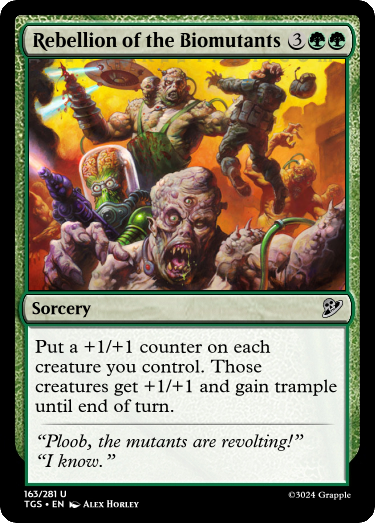 Rebellion of the Biomutants 3
Sorcery
Put a +1/+1 counter on each
creature you control. Those
creatures get +1/+1 and gain trample
until end of turn.
“Ploob, the mutants are revolting!”
“I know.”
163/281 U
TGS • EN Alex Horley
©3024 Grapple